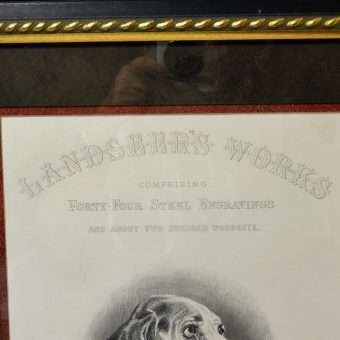 LANDSEER'S WORKS
COMPRISING
FORTY-FOUR STEEL ENGRAVINGS
AND ABOUT TWO HUNDRED WOODCUTS.